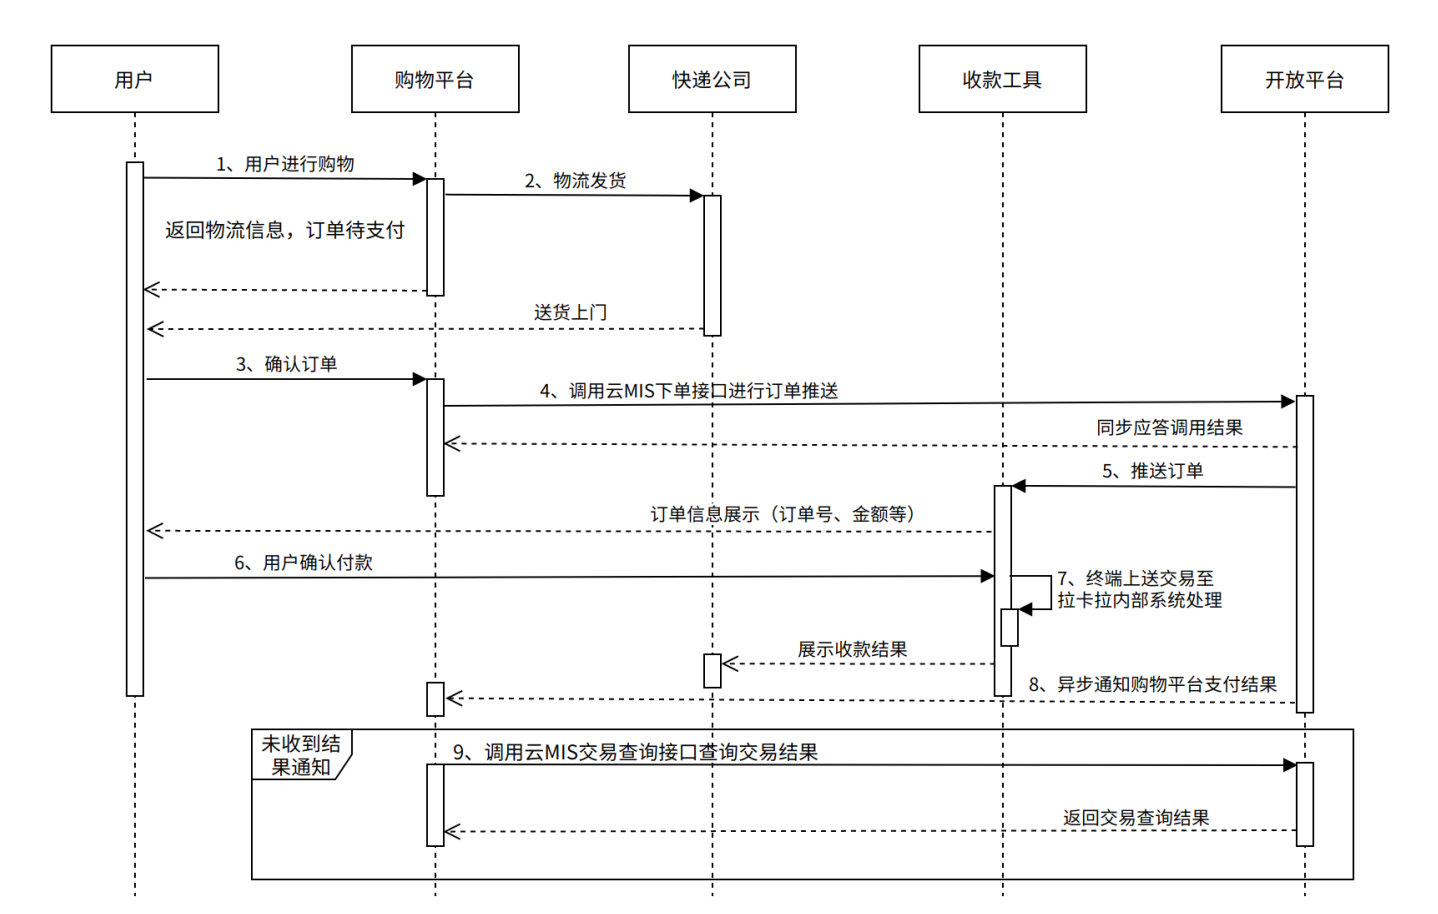 用户
购物平台
快递公司
收款工具
开放平台
1、用户进行购物
2、物流发货
返回物流信息，订单待支付
送货上门
3、确认订单
4、调用云MIS下单接口进行订单推送
同步应答调用结果
5、推送订单
订单信息展示（订单号、金额等）
6、用户确认付款
7、终端上送交易至
拉卡拉内部系统处理
展示收款结果
8、异步通知购物平台支付结果
未收到结
果通知
9、调用云MIS交易查询接口查询交易结果
返回交易查询结果